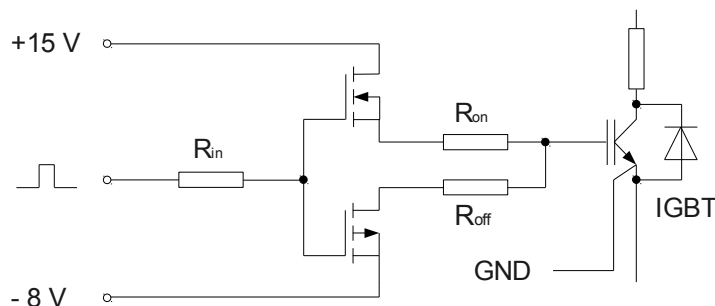 +15 V
Ron
Rin
Roff
IGBT
GND
- 8 V